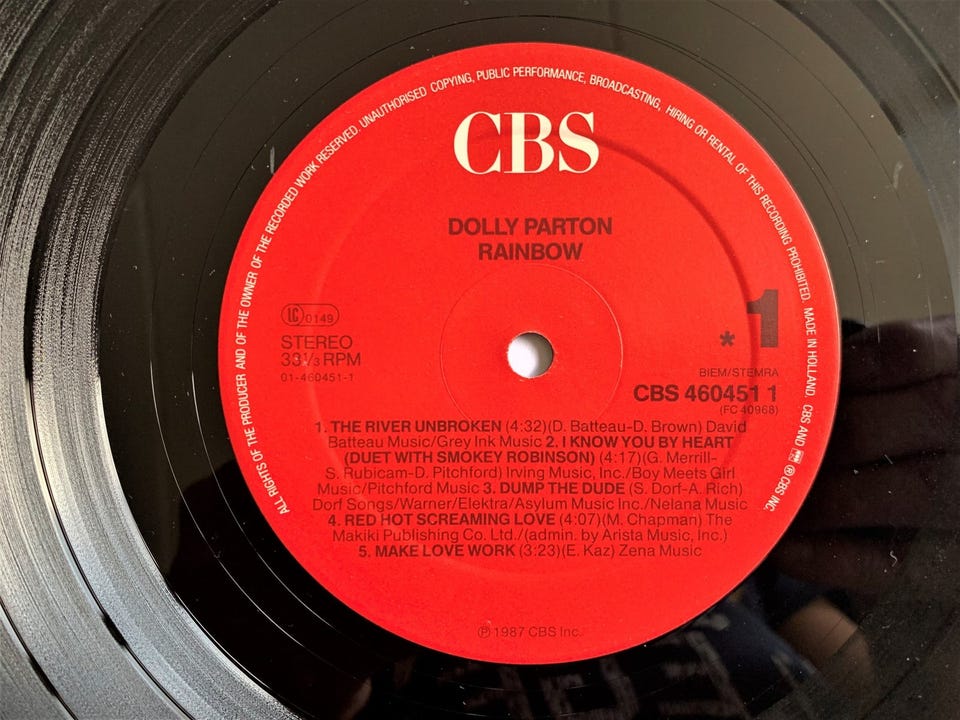 ALL RIGHTS OF THE PRODUCER AND OF THE OWNER OF THE RECORDED WORK RESERVED. UNAUTHORISED COPYING, PUBLIC PERFORMANCE, BROADCASTING, HIRING OR RENTAL OF THIS RECORDING PROHIBITED. MADE IN HOLLAND. CBS AND ® CBS INC.
CBS
DOLLY PARTON
RAINBOW
LC 0149
STEREO
33⅓ RPM
01-460451-1
* 1
BIEM/STEMRA
CBS 460451 1
(FC 40968)
1. THE RIVER UNBROKEN (4:32)(D. Batteau-D. Brown) David
Batteau Music/Grey Ink Music 2. I KNOW YOU BY HEART
(DUET WITH SMOKEY ROBINSON) (4:17)(G. Merrill-
S. Rubicam-D. Pitchford) Irving Music, Inc./Boy Meets Girl
Music/Pitchford Music 3. DUMP THE DUDE (S. Dorf-A. Rich)
Dorf Songs/Warner/Elektra/Asylum Music Inc./Nelana Music
4. RED HOT SCREAMING LOVE (4:07)(M. Chapman) The
Makiki Publishing Co. Ltd./(admin. by Arista Music, Inc.)
5. MAKE LOVE WORK (3:23)(E. Kaz) Zena Music
℗ 1987 CBS Inc.